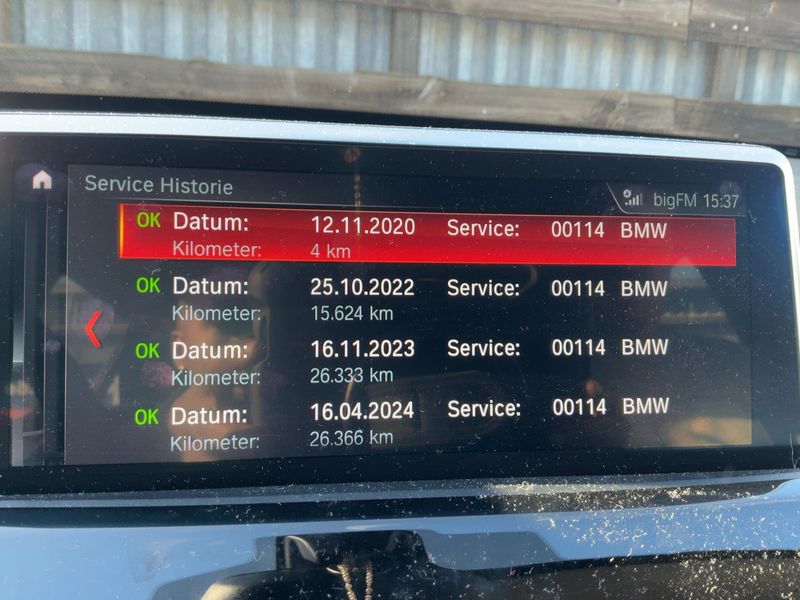 Service Historie
bigFM 15:37
OK Datum: 12.11.2020 Service: 00114 BMW
Kilometer: 4 km
OK Datum: 25.10.2022 Service: 00114 BMW
Kilometer: 15.624 km
OK Datum: 16.11.2023 Service: 00114 BMW
Kilometer: 26.333 km
OK Datum: 16.04.2024 Service: 00114 BMW
Kilometer: 26.366 km